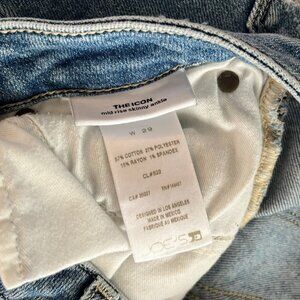 THE ICON
mid rise skinny ankle
W 29
57% COTTON 27% POLYESTER
15% RAYON 1% SPANDEX
DESIGNED IN LOS ANGELES
MADE IN MEXICO
FABRIQUE AU MEXIQUE